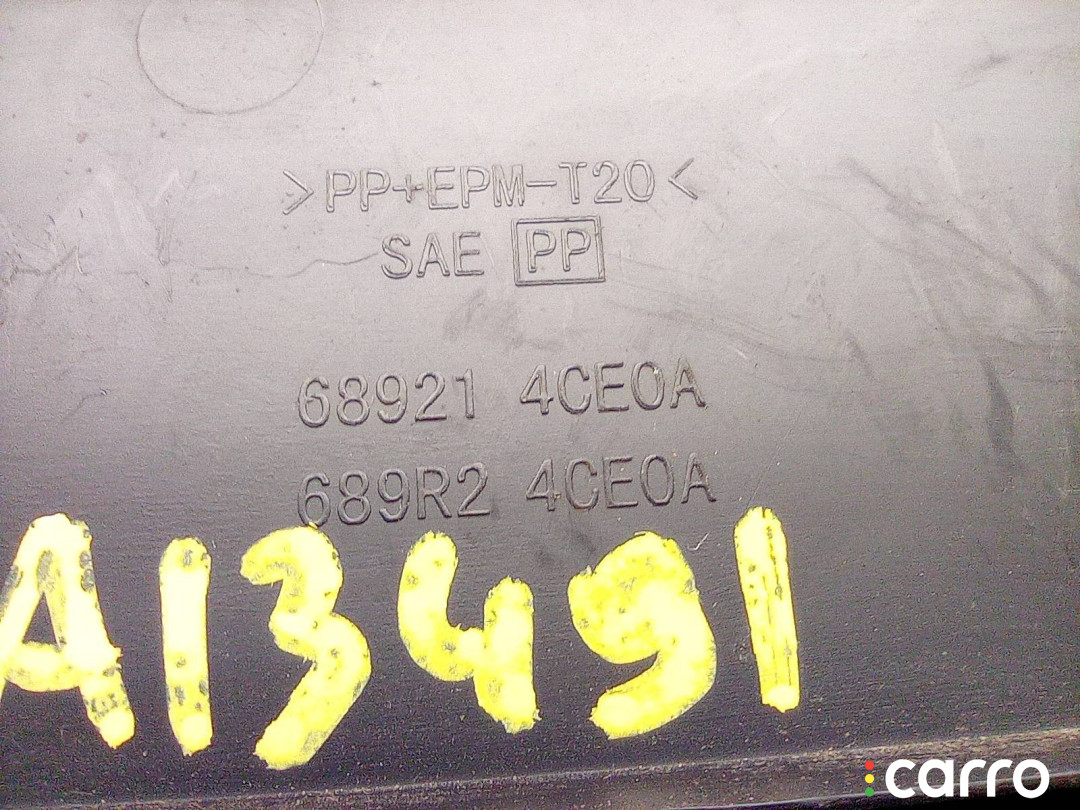 >PP+EPM-T20<
SAE PP
68921 4CE0A
689R2 4CE0A
A13491
carro